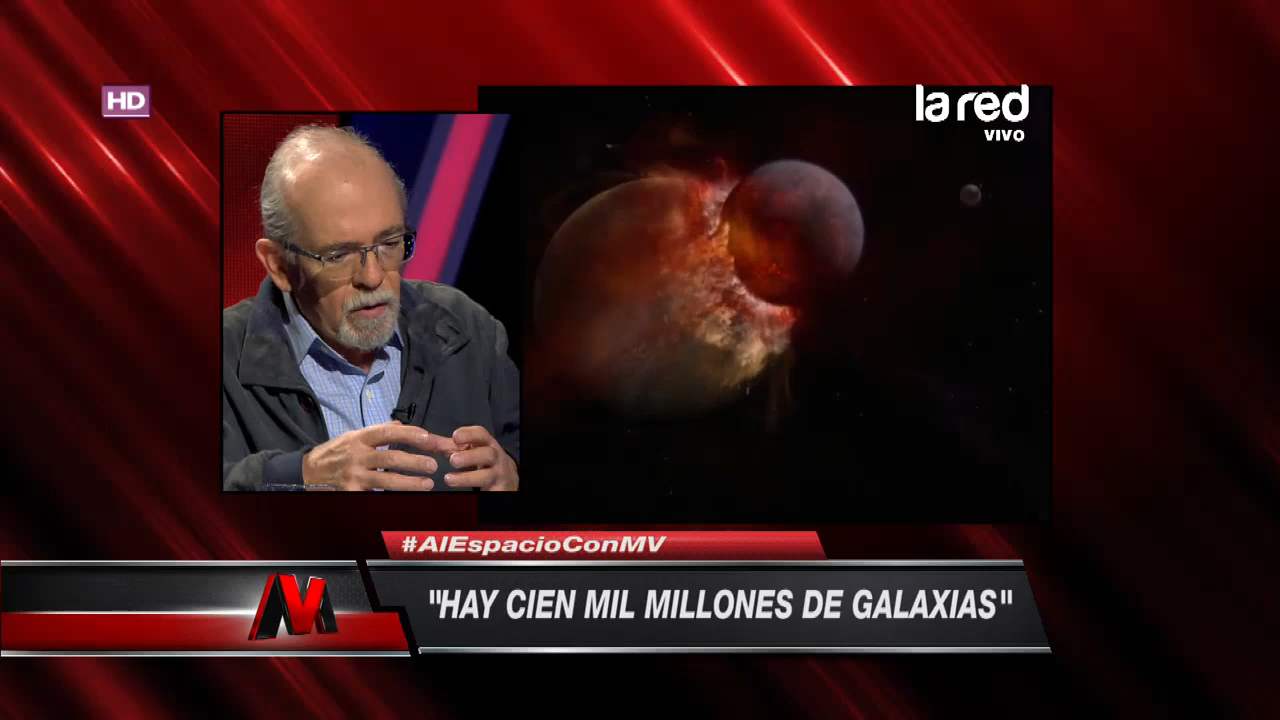 HD
la red
VIVO
#AlEspacioConMV
"HAY CIEN MIL MILLONES DE GALAXIAS"